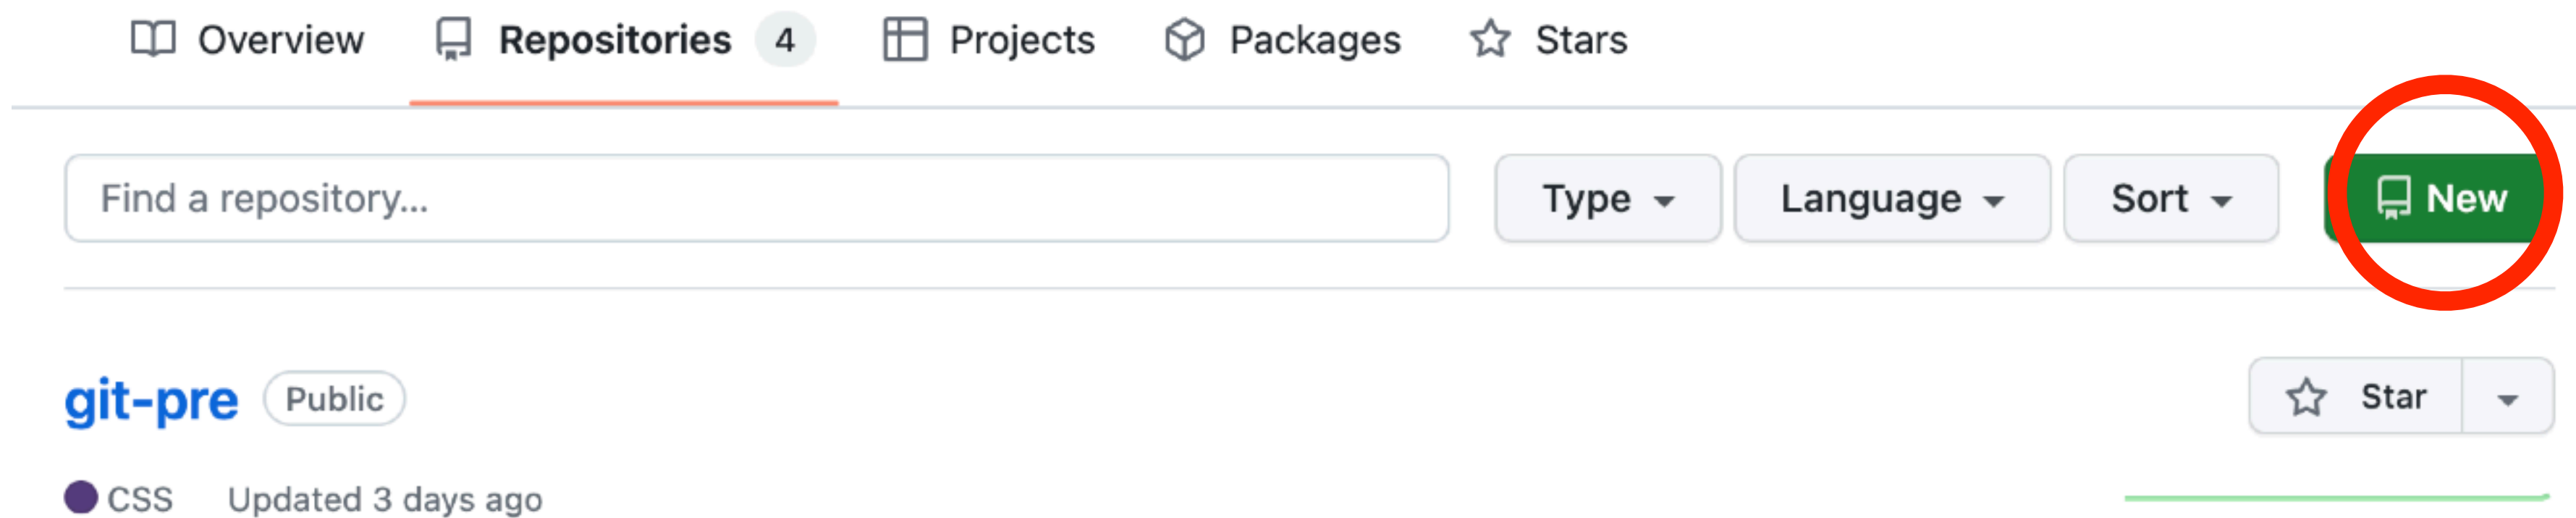 Overview Repositories 4 Projects Packages Stars
Find a repository... Type Language Sort New
git-pre Public Star
CSS Updated 3 days ago